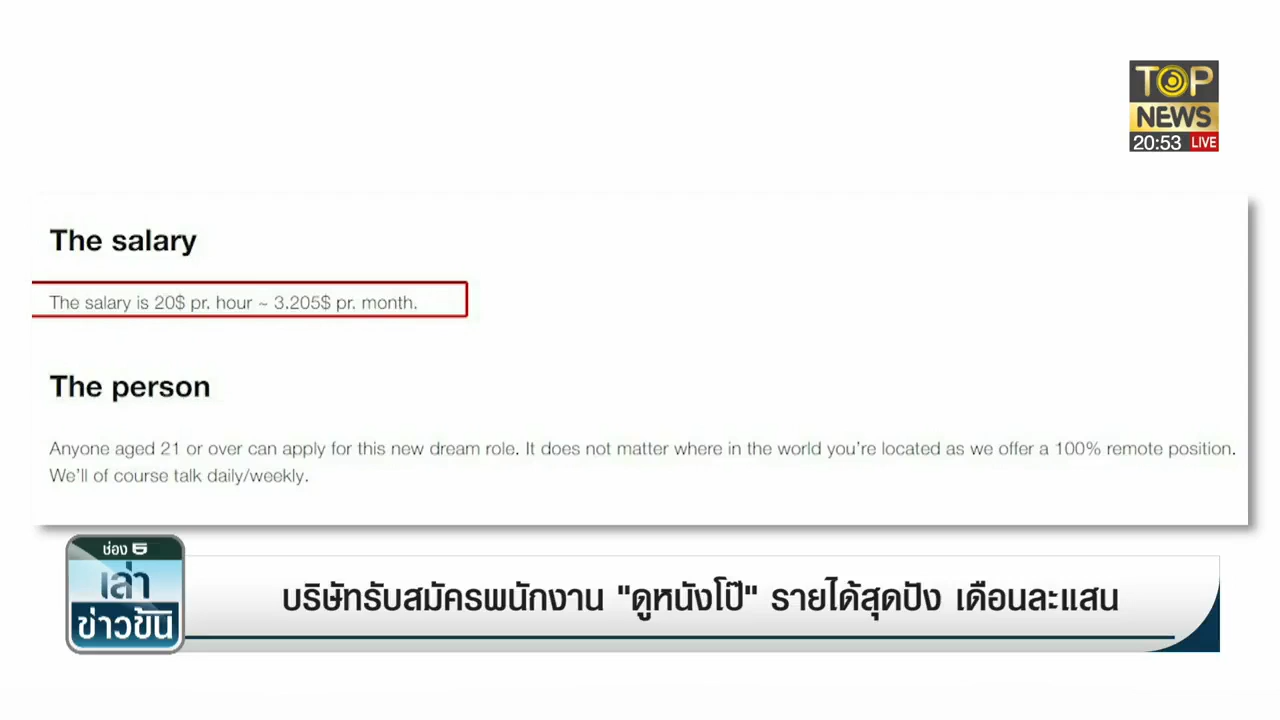 TOP
NEWS
20:53 LIVE
The salary
The salary is 20$ pr. hour ~ 3.205$ pr. month.
The person
Anyone aged 21 or over can apply for this new dream role. It does not matter where in the world you're located as we offer a 100% remote position.
We'll of course talk daily/weekly.
ช่อง 5
เล่า
ข่าวข้น
บริษัทรับสมัครพนักงาน "ดูหนังโป๊" รายได้สุดปัง เดือนละแสน